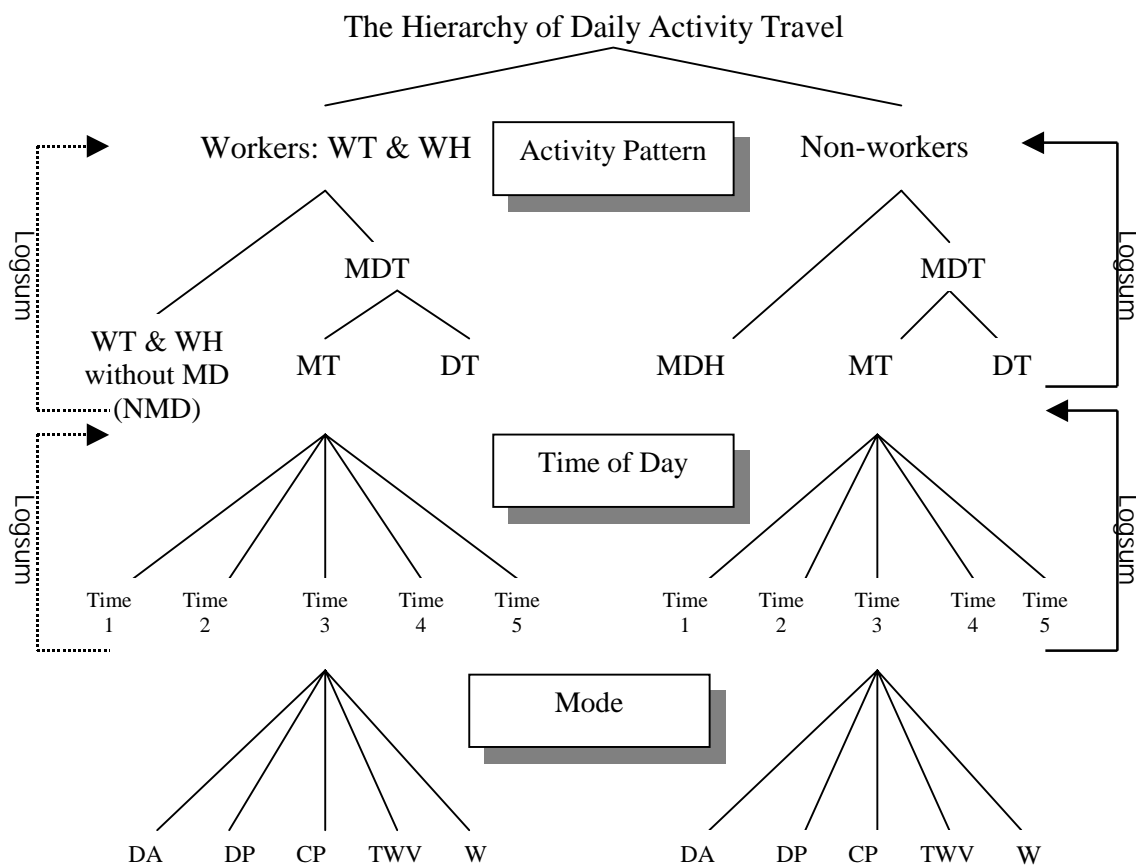 The Hierarchy of Daily Activity Travel
Workers: WT & WH
Activity Pattern
Non-workers
Logsum
Logsum
MDT
MDT
WT & WH
without MD
(NMD)
MT
DT
MDH
MT
DT
Time of Day
Logsum
Logsum
Time
1
Time
2
Time
3
Time
4
Time
5
Time
1
Time
2
Time
3
Time
4
Time
5
Mode
DA
DP
CP
TWV
W
DA
DP
CP
TWV
W